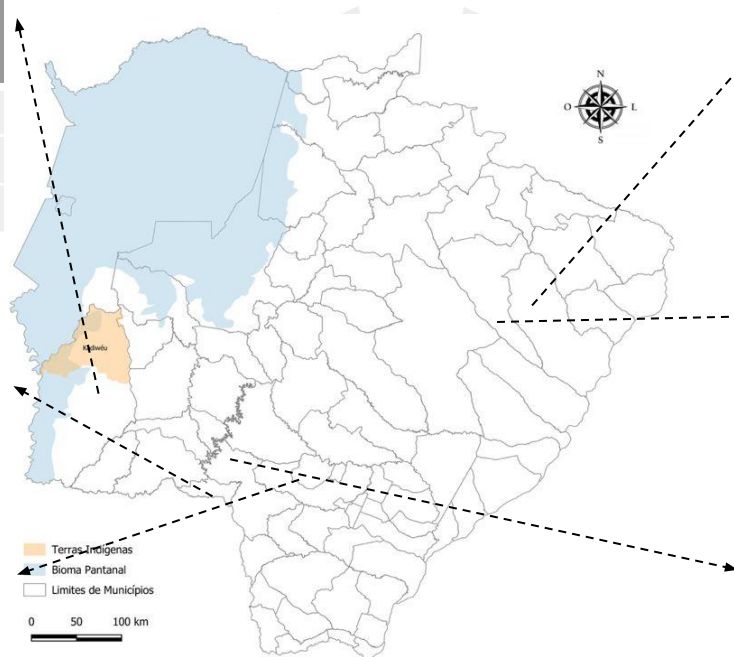 N
O L
S
Kadiwéu
Terras Indígenas
Bioma Pantanal
Limites de Municípios
0 50 100 km